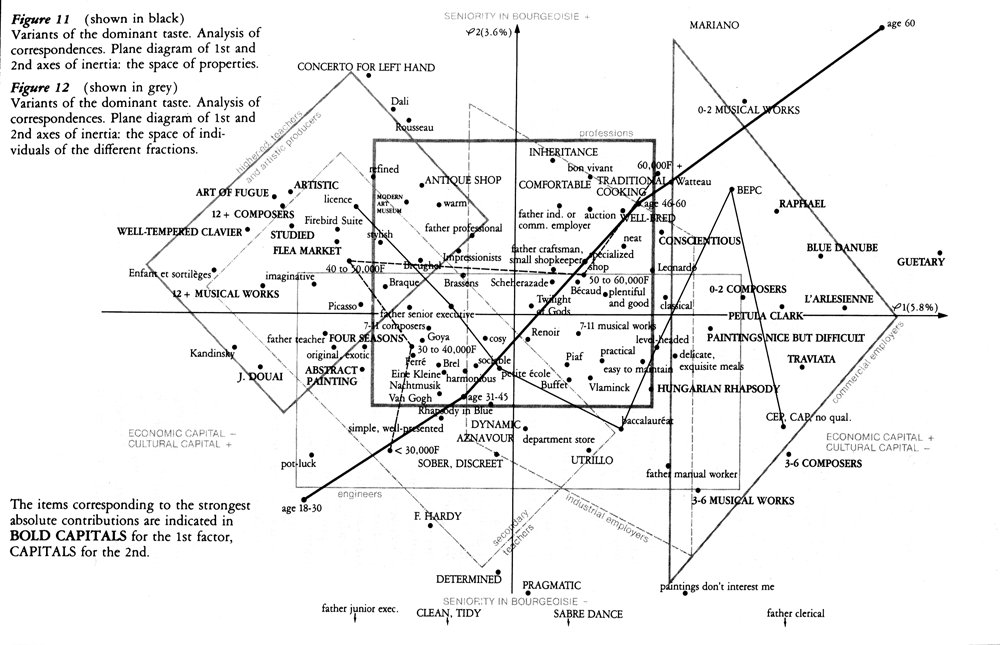 Figure 11 (shown in black)
Variants of the dominant taste. Analysis of
correspondences. Plane diagram of 1st and
2nd axes of inertia: the space of properties.
Figure 12 (shown in grey)
Variants of the dominant taste. Analysis of
correspondences. Plane diagram of 1st and
2nd axes of inertia: the space of indi-
viduals of the different fractions.
SENIORITY IN BOURGEOISIE +
φ2(3.6%)
MARIANO
age 60
CONCERTO FOR LEFT HAND
Dali
Rousseau
0-2 MUSICAL WORKS
higher-ed. teachers
and artistic producers
professions
INHERITANCE
bon vivant
60,000F +
refined
ANTIQUE SHOP
COMFORTABLE
TRADITIONAL
COOKING
Watteau
BEPC
ART OF FUGUE
ARTISTIC
licence
MODERN
ART
MUSEUM
warm
age 46-60
RAPHAEL
12 + COMPOSERS
Firebird Suite
father ind. or
comm. employer
auction
WELL-BRED
WELL-TEMPERED CLAVIER
STUDIED
stylish
father professional
neat
CONSCIENTIOUS
FLEA MARKET
Impressionists
father craftsman,
small shopkeeper
specialized
shop
BLUE DANUBE
GUETARY
Breughel
Leonardo
Enfant et sortilèges
imaginative
40 to 50,000F
Braque
Brassens
Scheherazade
50 to 60,000F
Bécaud
plentiful
and good
0-2 COMPOSERS
12 + MUSICAL WORKS
Picasso
Twilight
of Gods
classical
L'ARLESIENNE
father senior executive
PETULA CLARK
φ1(5.8%)
7-11 composers
father teacher
FOUR SEASONS
Goya
cosy
Renoir
7-11 musical works
level-headed
PAINTINGS NICE BUT DIFFICULT
Kandinsky
original, exotic
30 to 40,000F
Ferré
Brel
sociable
Piaf
practical
easy to maintain
delicate,
exquisite meals
TRAVIATA
J. DOUAI
ABSTRACT
PAINTING
Eine Kleine
Nachtmusik
harmonious
petite école
Buffet
Vlaminck
HUNGARIAN RHAPSODY
commercial employers
Van Gogh
age 31-45
Rhapsody in Blue
simple, well-presented
DYNAMIC
AZNAVOUR
department store
baccalauréat
CEP, CAP, no qual.
ECONOMIC CAPITAL −
CULTURAL CAPITAL +
ECONOMIC CAPITAL +
CULTURAL CAPITAL −
pot-luck
< 30,000F
SOBER, DISCREET
UTRILLO
father manual worker
3-6 COMPOSERS
engineers
3-6 MUSICAL WORKS
age 18-30
industrial employers
The items corresponding to the strongest
absolute contributions are indicated in
BOLD CAPITALS for the 1st factor,
CAPITALS for the 2nd.
F. HARDY
secondary
teachers
DETERMINED
PRAGMATIC
paintings don't interest me
SENIORITY IN BOURGEOISIE −
father junior exec.
CLEAN, TIDY
SABRE DANCE
father clerical